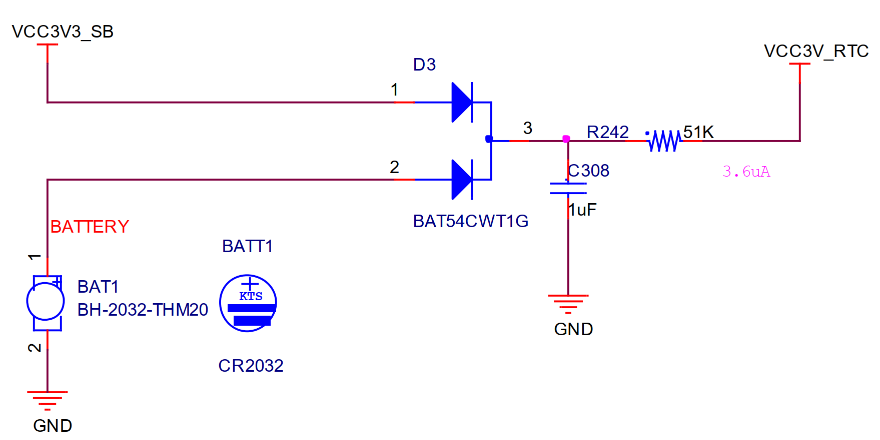 VCC3V3_SB
VCC3V_RTC
D3
1
3
R242
51K
2
C308
3.6uA
1uF
BATTERY
BAT54CWT1G
BATT1
1
+
+
BAT1
KTS
BH-2032-THM20
GND
2
CR2032
GND